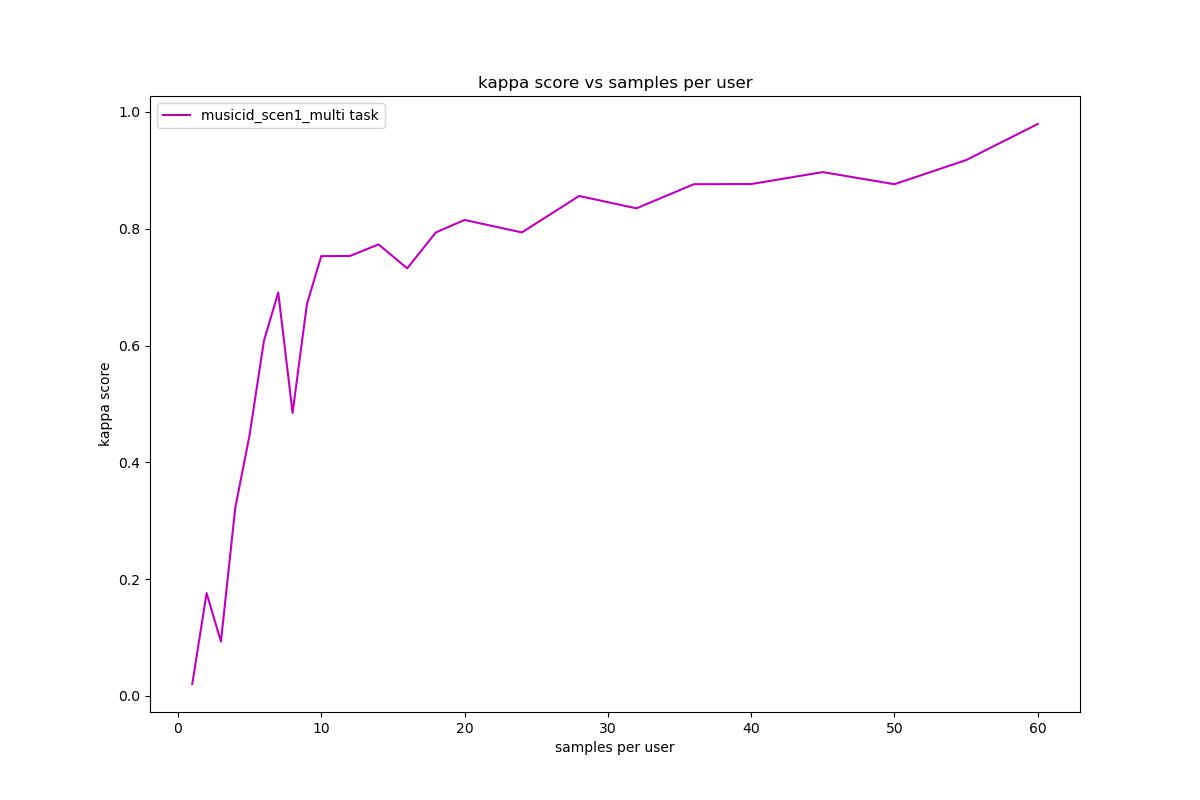 kappa score vs samples per user
musicid_scen1_multi task
1.0
0.8
0.6
0.4
0.2
0.0
kappa score
0 10 20 30 40 50 60
samples per user